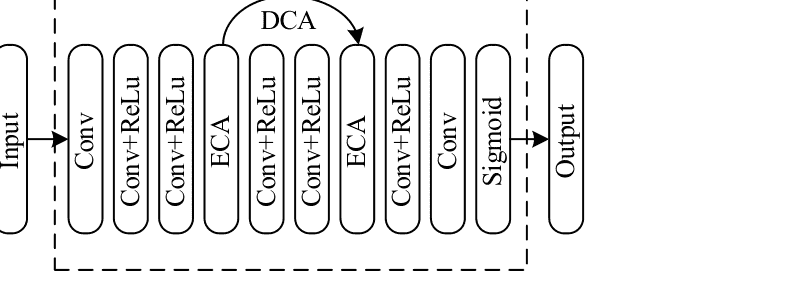 DCA
Input
Conv
Conv+ReLu
Conv+ReLu
ECA
Conv+ReLu
Conv+ReLu
ECA
Conv+ReLu
Conv
Sigmoid
Output